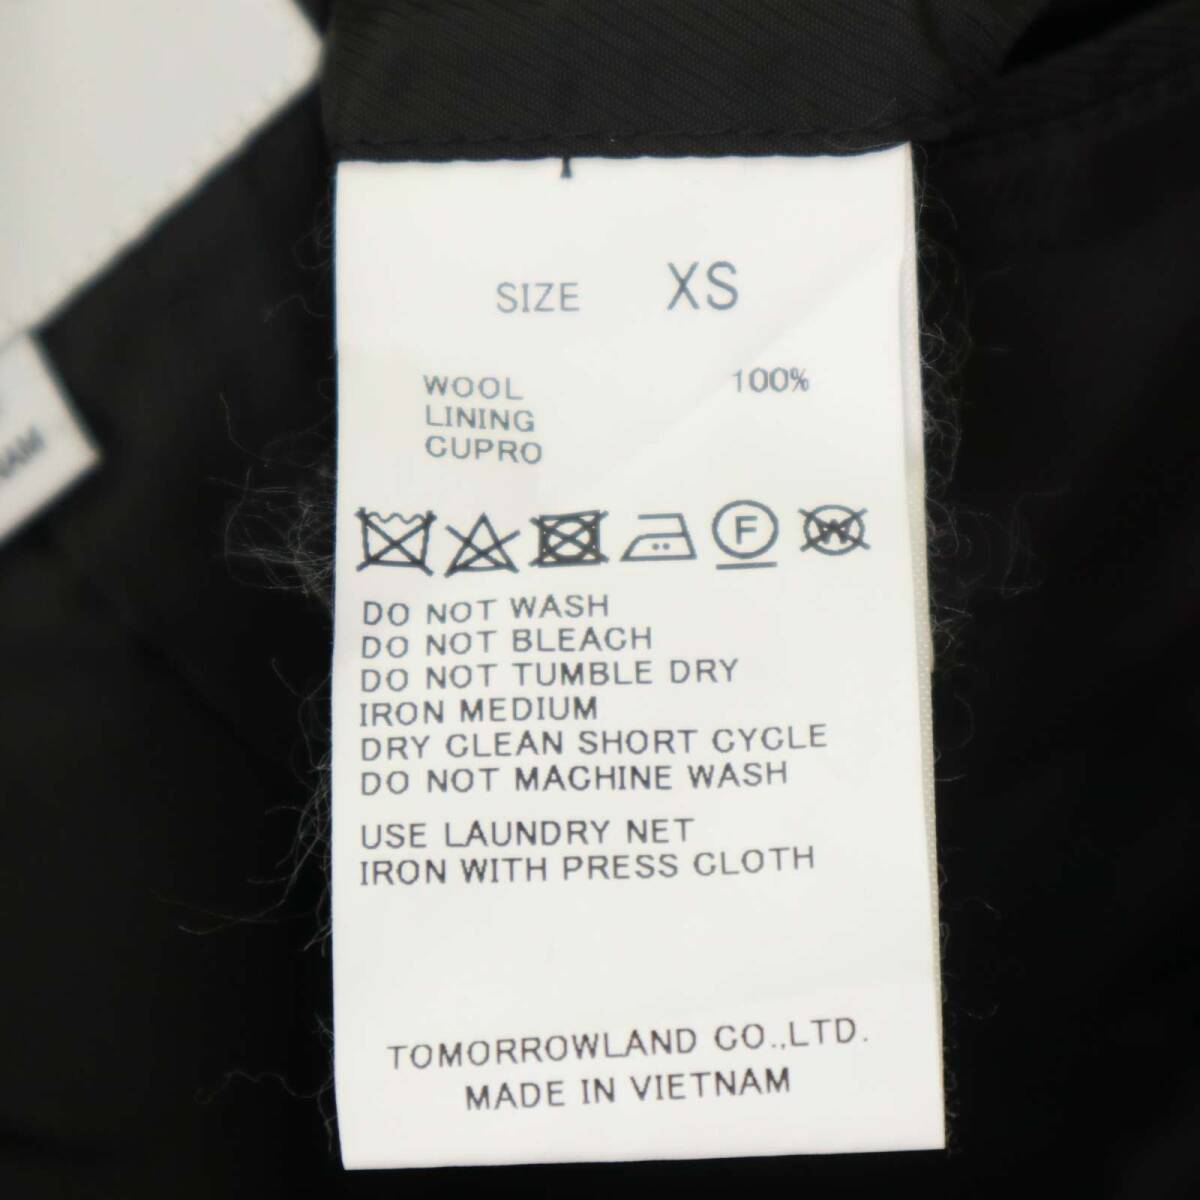 SIZE XS
WOOL 100%
LINING
CUPRO
F W
DO NOT WASH
DO NOT BLEACH
DO NOT TUMBLE DRY
IRON MEDIUM
DRY CLEAN SHORT CYCLE
DO NOT MACHINE WASH
USE LAUNDRY NET
IRON WITH PRESS CLOTH
TOMORROWLAND CO.,LTD.
MADE IN VIETNAM